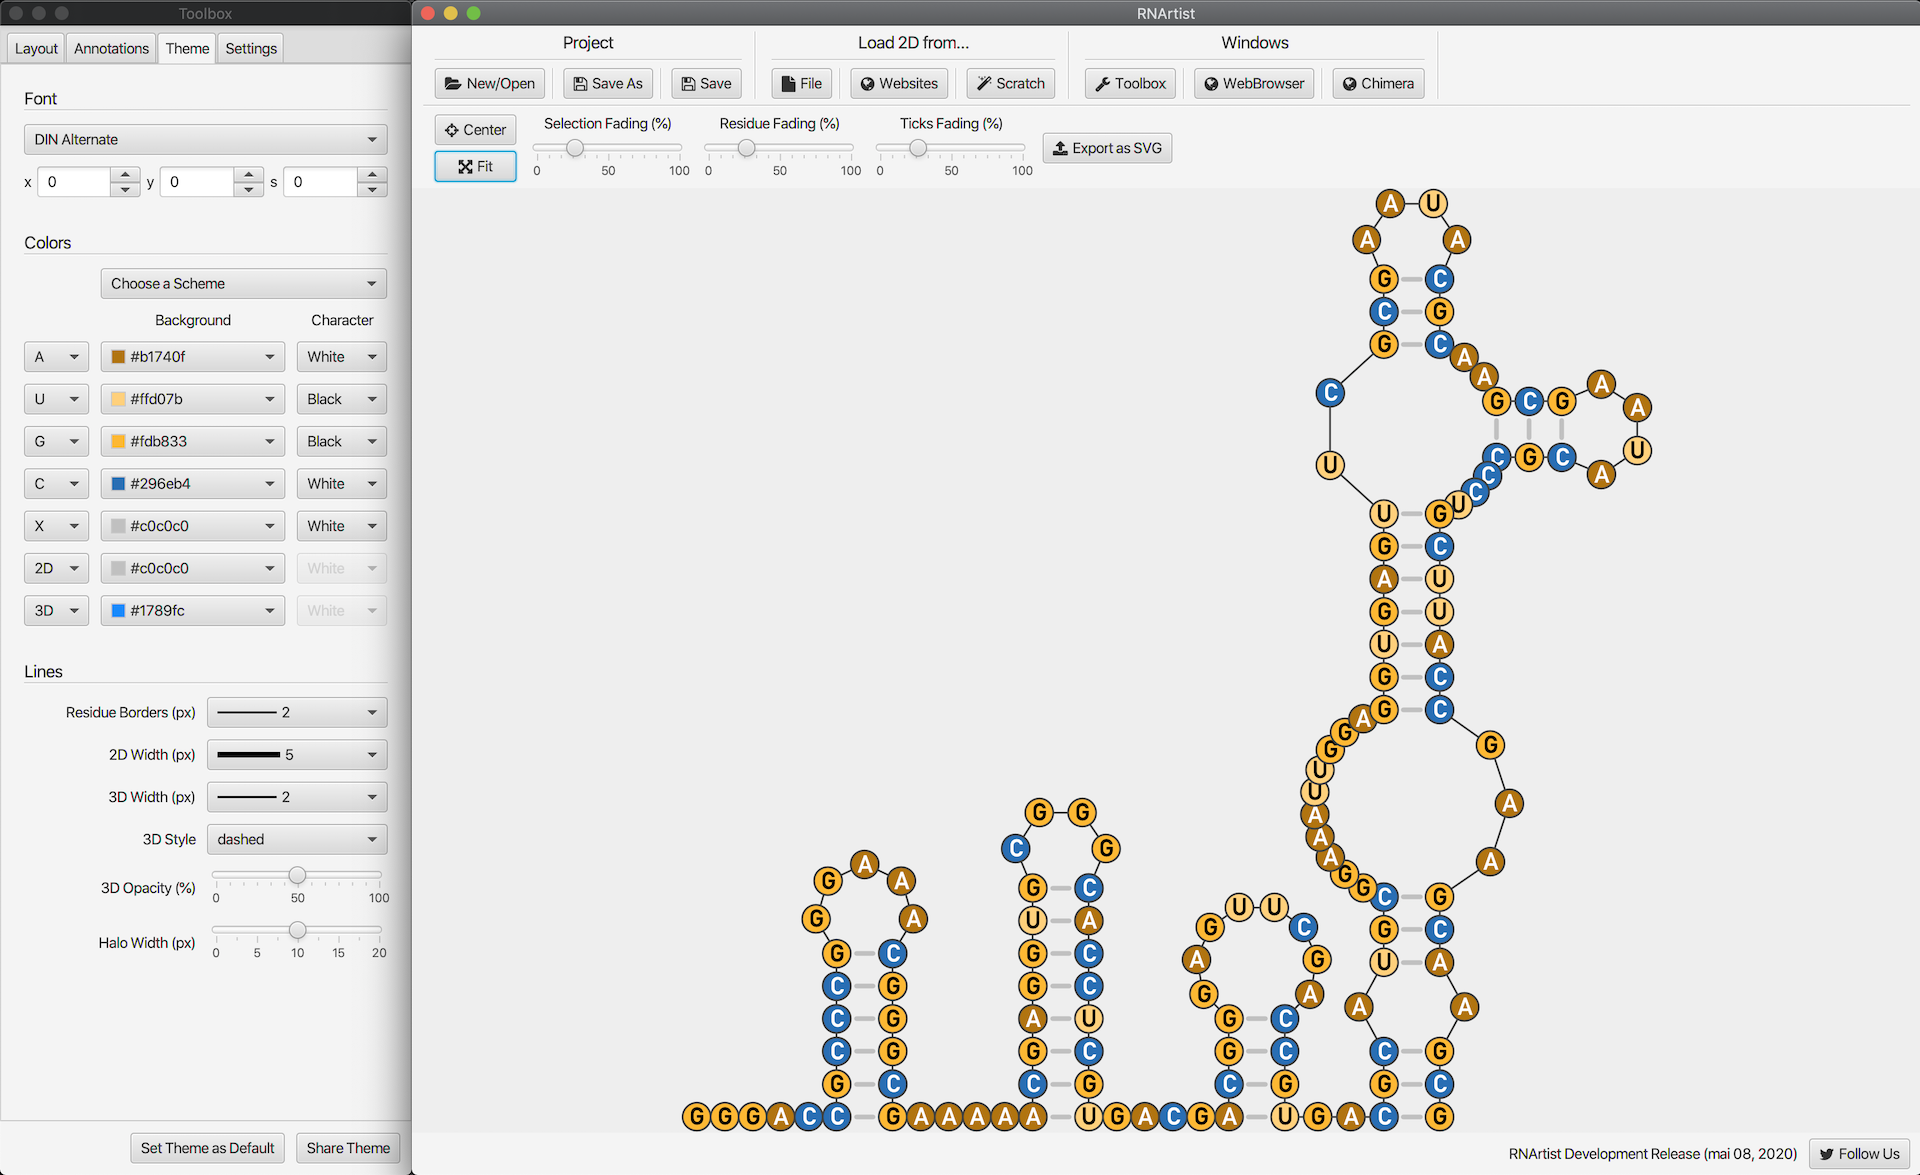 Toolbox
Layout Annotations Theme Settings
Font
DIN Alternate
x 0 y 0 s 0
Colors
Choose a Scheme
Background Character
A #b1740f White
U #ffd07b Black
G #fdb833 Black
C #296eb4 White
X #c0c0c0 White
2D #c0c0c0 White
3D #1789fc White
Lines
Residue Borders (px) 2
2D Width (px) 5
3D Width (px) 2
3D Style dashed
3D Opacity (%)
0 50 100
Halo Width (px)
0 5 10 15 20
Set Theme as Default Share Theme
RNArtist
Project Load 2D from... Windows
New/Open Save As Save File Websites Scratch Toolbox WebBrowser Chimera
Center Selection Fading (%) Residue Fading (%) Ticks Fading (%)
Fit Export as SVG
0 50 100 0 50 100 0 50 100
A U
A A
G C
C G
G C A
A A
C G C G A
U C G C A U
C
C
U G U
G C
A U
G U
U A
G C
A G C
G G
G
U
U A
A
A
A A
G
G C G
G C
U A
A A
C G
G C
C G
G G
C G
G C
U A
G C
G C
A U
G C
C G
A
G A
G A
G C
C G
C G
C G
G C
U U
G C
A G
G A
G C
G C
C G
G G G A C C G A A A A A U G A C G A U G A C G
RNArtist Development Release (mai 08, 2020) Follow Us